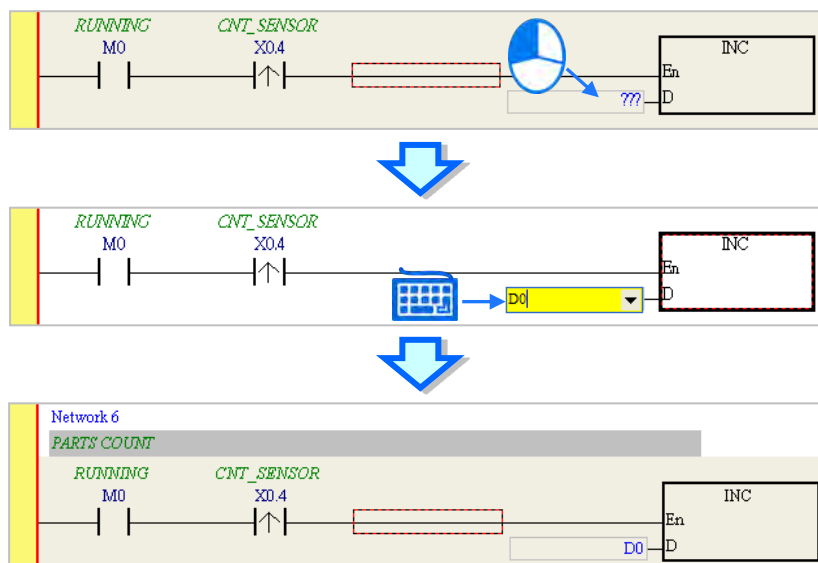 RUNNING CNT_SENSOR
M0 X0.4 INC
En
??? D
RUNNING CNT_SENSOR
M0 X0.4 INC
En
D0 D
Network 6
PARTS COUNT
RUNNING CNT_SENSOR
M0 X0.4 INC
En
D0 D